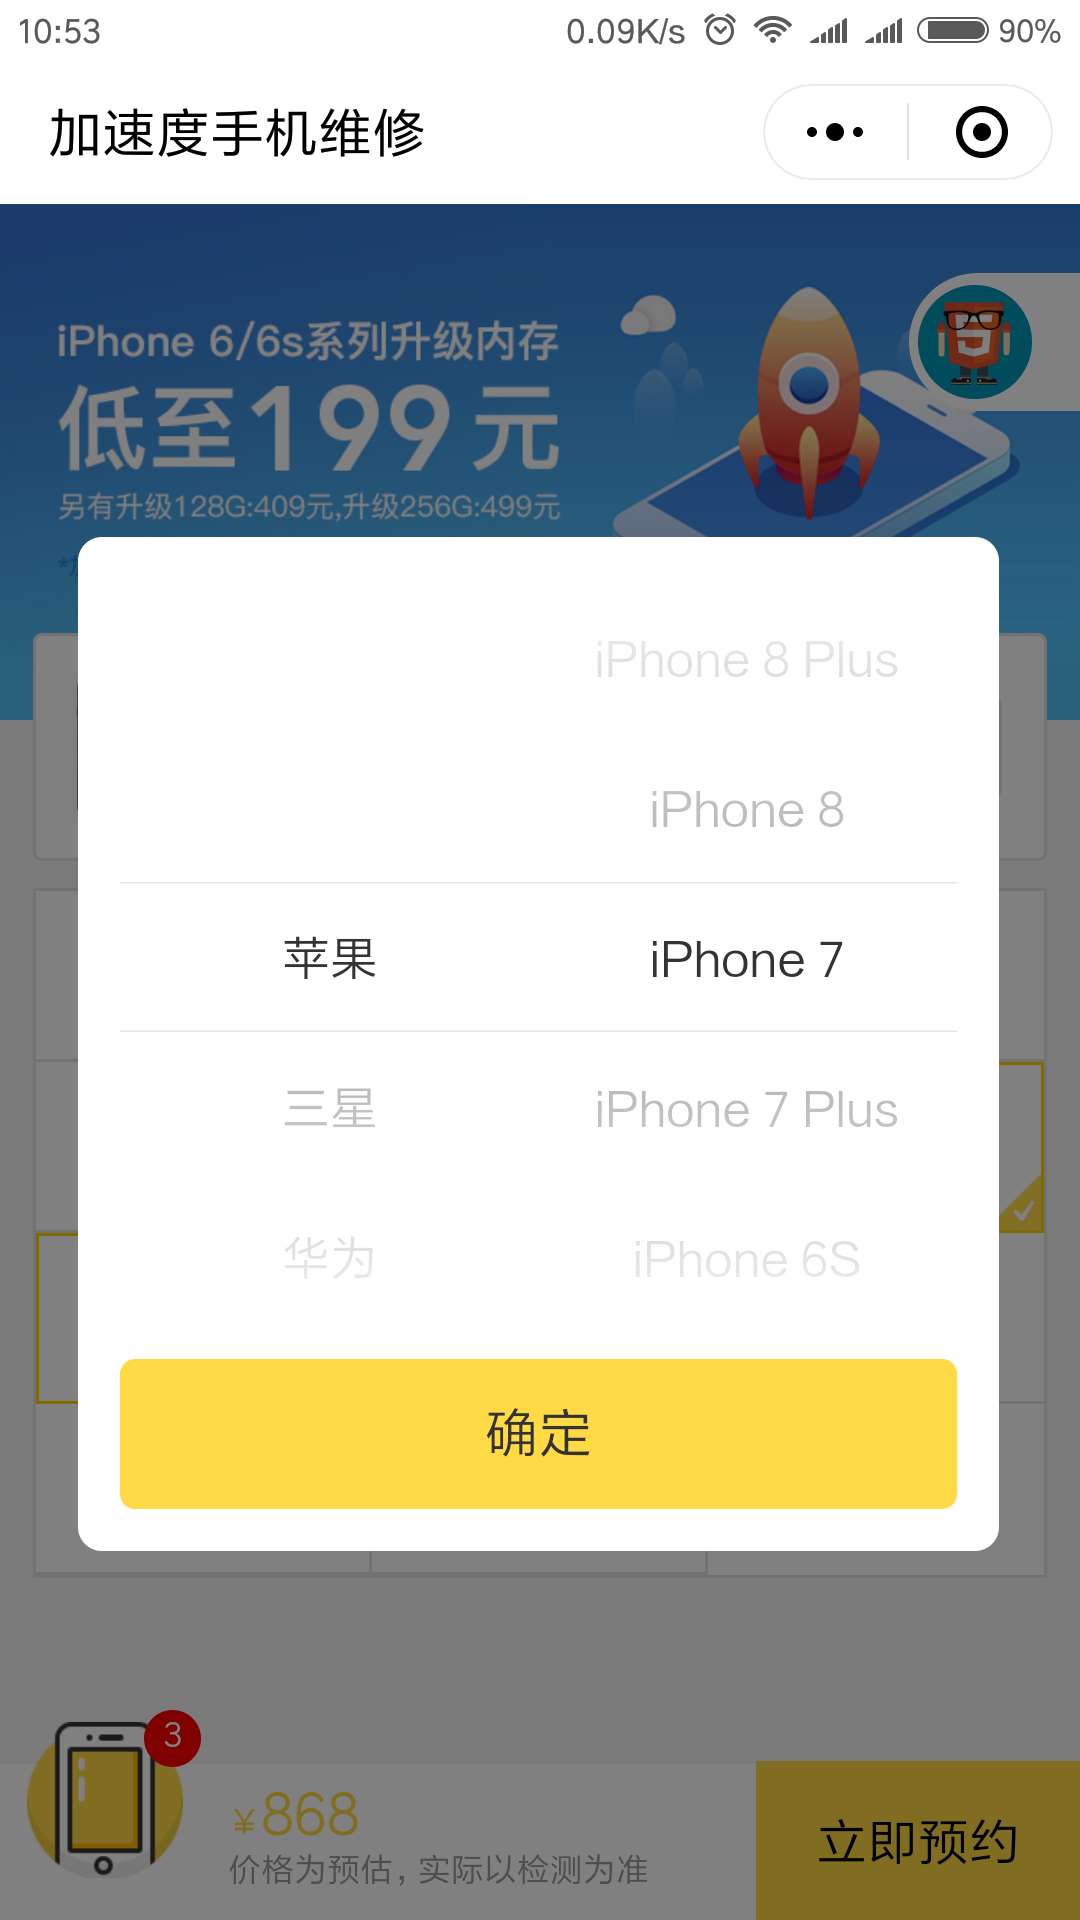 10:53 0.09K/s 90%
加速度手机维修
iPhone 6/6s系列升级内存
低至199元
另有升级128G:409元,升级256G:499元
iPhone 8 Plus
iPhone 8
苹果 iPhone 7
三星 iPhone 7 Plus
华为 iPhone 6S
确定
3
¥868
价格为预估，实际以检测为准
立即预约